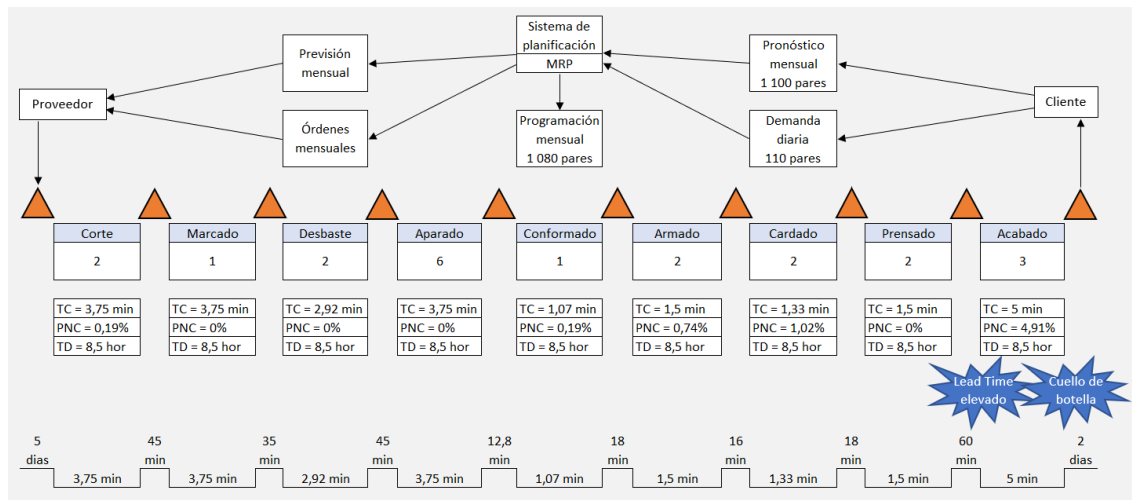 Sistema de
planificación
MRP
Previsión
mensual
Pronóstico
mensual
1 100 pares
Proveedor
Cliente
Órdenes
mensuales
Programación
mensual
1 080 pares
Demanda
diaria
110 pares
Corte
Marcado
Desbaste
Aparado
Conformado
Armado
Cardado
Prensado
Acabado
2
1
2
6
1
2
2
2
3
TC = 3,75 min
TC = 3,75 min
TC = 2,92 min
TC = 3,75 min
TC = 1,07 min
TC = 1,5 min
TC = 1,33 min
TC = 1,5 min
TC = 5 min
PNC = 0,19%
PNC = 0%
PNC = 0%
PNC = 0%
PNC = 0,19%
PNC = 0,74%
PNC = 1,02%
PNC = 0%
PNC = 4,91%
TD = 8,5 hor
TD = 8,5 hor
TD = 8,5 hor
TD = 8,5 hor
TD = 8,5 hor
TD = 8,5 hor
TD = 8,5 hor
TD = 8,5 hor
TD = 8,5 hor
Lead Time
elevado
Cuello de
botella
5
dias
45
min
35
min
45
min
12,8
min
18
min
16
min
18
min
60
min
2
dias
3,75 min
3,75 min
2,92 min
3,75 min
1,07 min
1,5 min
1,33 min
1,5 min
5 min